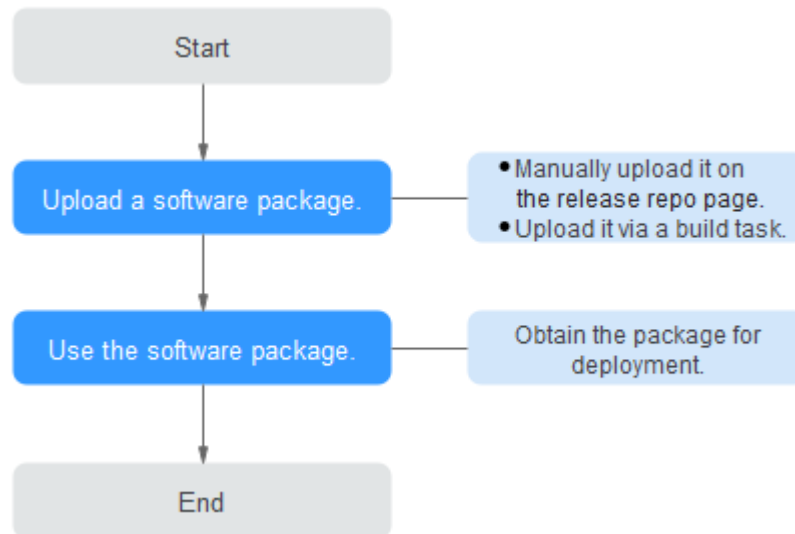 Start
Upload a software package.
• Manually upload it on
the release repo page.
• Upload it via a build task.
Use the software package.
Obtain the package for
deployment.
End